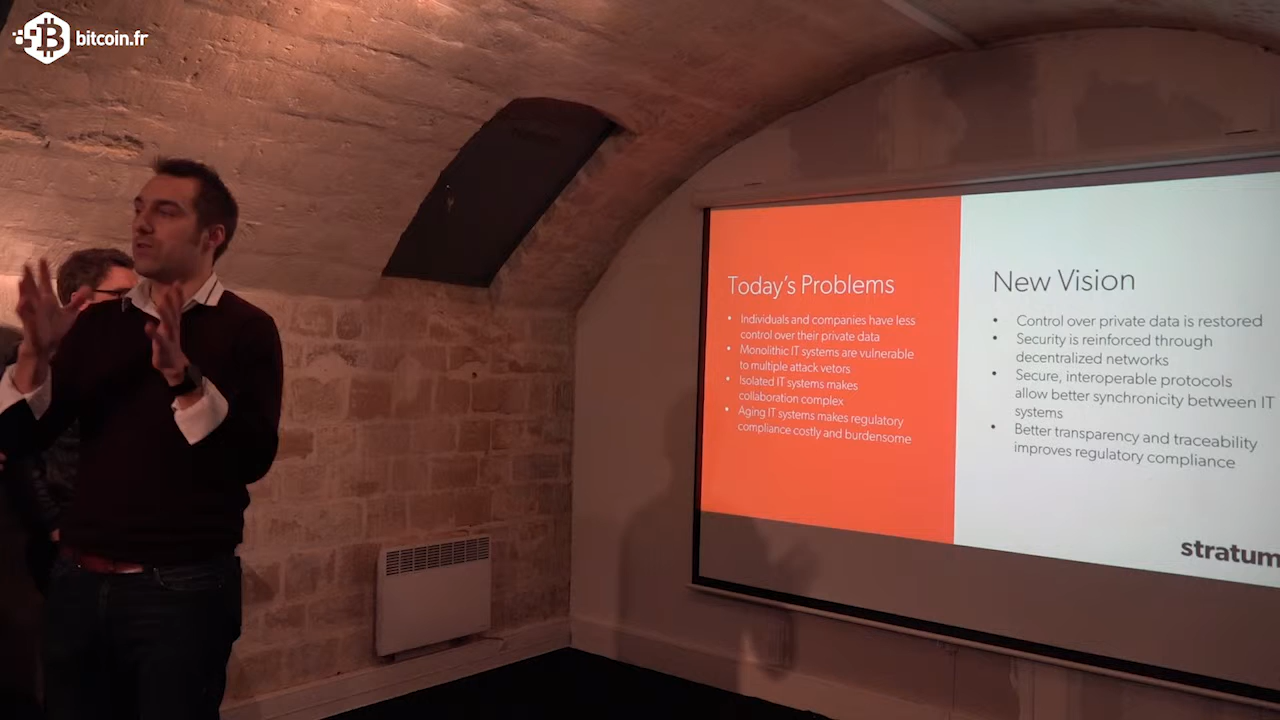 bitcoin.fr
Today's Problems
• Individuals and companies have less
control over their private data
• Monolithic IT systems are vulnerable
to multiple attack vetors
• Isolated IT systems makes
collaboration complex
• Aging IT systems makes regulatory
compliance costly and burdensome
New Vision
• Control over private data is restored
• Security is reinforced through
decentralized networks
• Secure, interoperable protocols
allow better synchronicity between IT
systems
• Better transparency and traceability
improves regulatory compliance
stratum